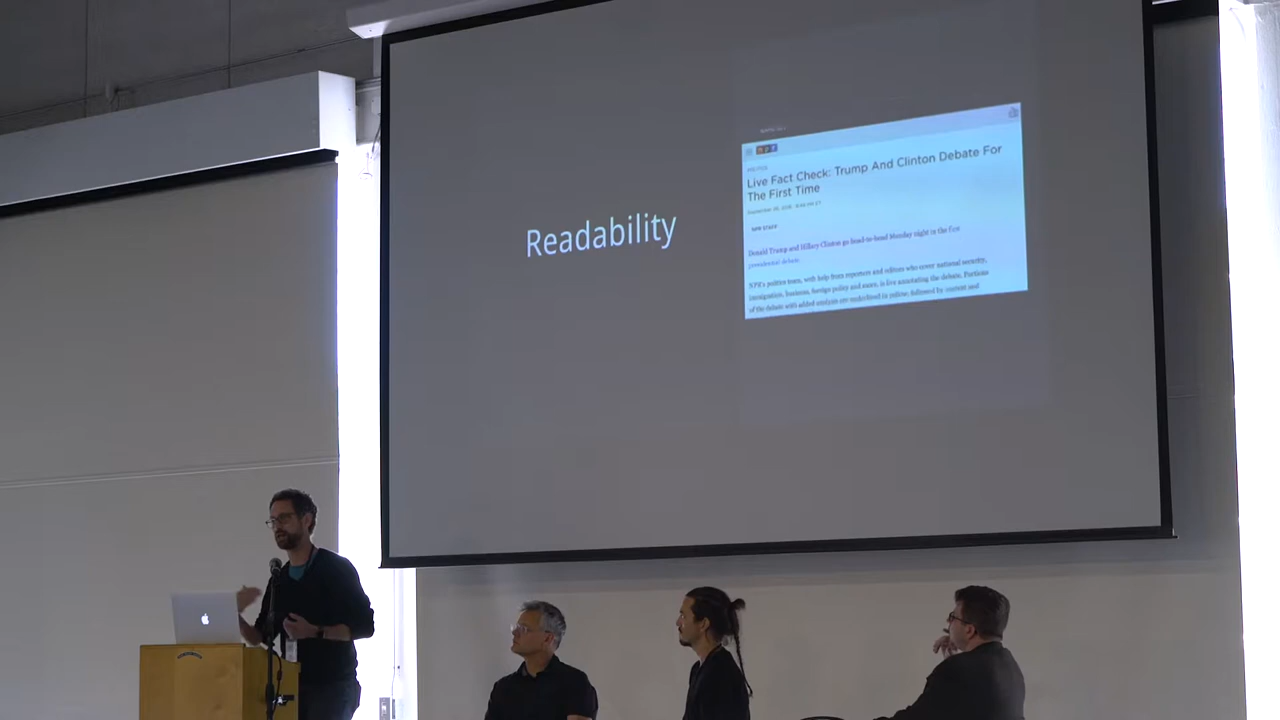 Readability
npr
Live Fact Check: Trump And Clinton Debate For
The First Time
NPR STAFF
Donald Trump and Hillary Clinton go head-to-head Monday night in the first
presidential debate.
NPR's politics team, with help from reporters and editors who cover national security,
immigration, business, foreign policy and more, is live annotating the debate. Portions
of the debate with added analysis are underlined in yellow, followed by context and